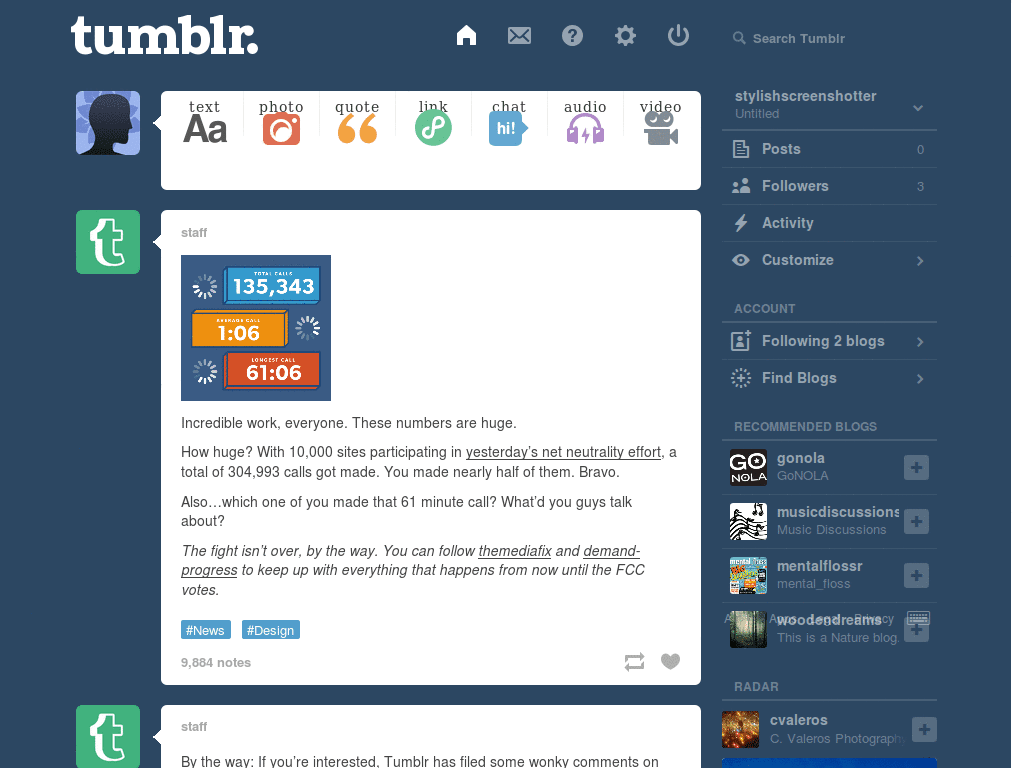 tumblr.
Search Tumblr
text photo quote link chat audio video
Aa
hi!
stylishscreenshotter
Untitled
Posts 0
Followers 3
Activity
Customize
ACCOUNT
Following 2 blogs
Find Blogs
RECOMMENDED BLOGS
GO
NOLA
gonola
GoNOLA
musicdiscussions
Music Discussions
mentalflossr
mental_floss
woodendreams
This is a Nature blog,
Legal Privacy
RADAR
cvaleros
C. Valeros Photography
t
staff
TOTAL CALLS
135,343
AVERAGE CALL
1:06
LONGEST CALL
61:06
Incredible work, everyone. These numbers are huge.
How huge? With 10,000 sites participating in yesterday's net neutrality effort, a
total of 304,993 calls got made. You made nearly half of them. Bravo.
Also…which one of you made that 61 minute call? What'd you guys talk
about?
The fight isn't over, by the way. You can follow themediafix and demand-
progress to keep up with everything that happens from now until the FCC
votes.
#News #Design
9,884 notes
t
staff
By the way: If you're interested, Tumblr has filed some wonky comments on